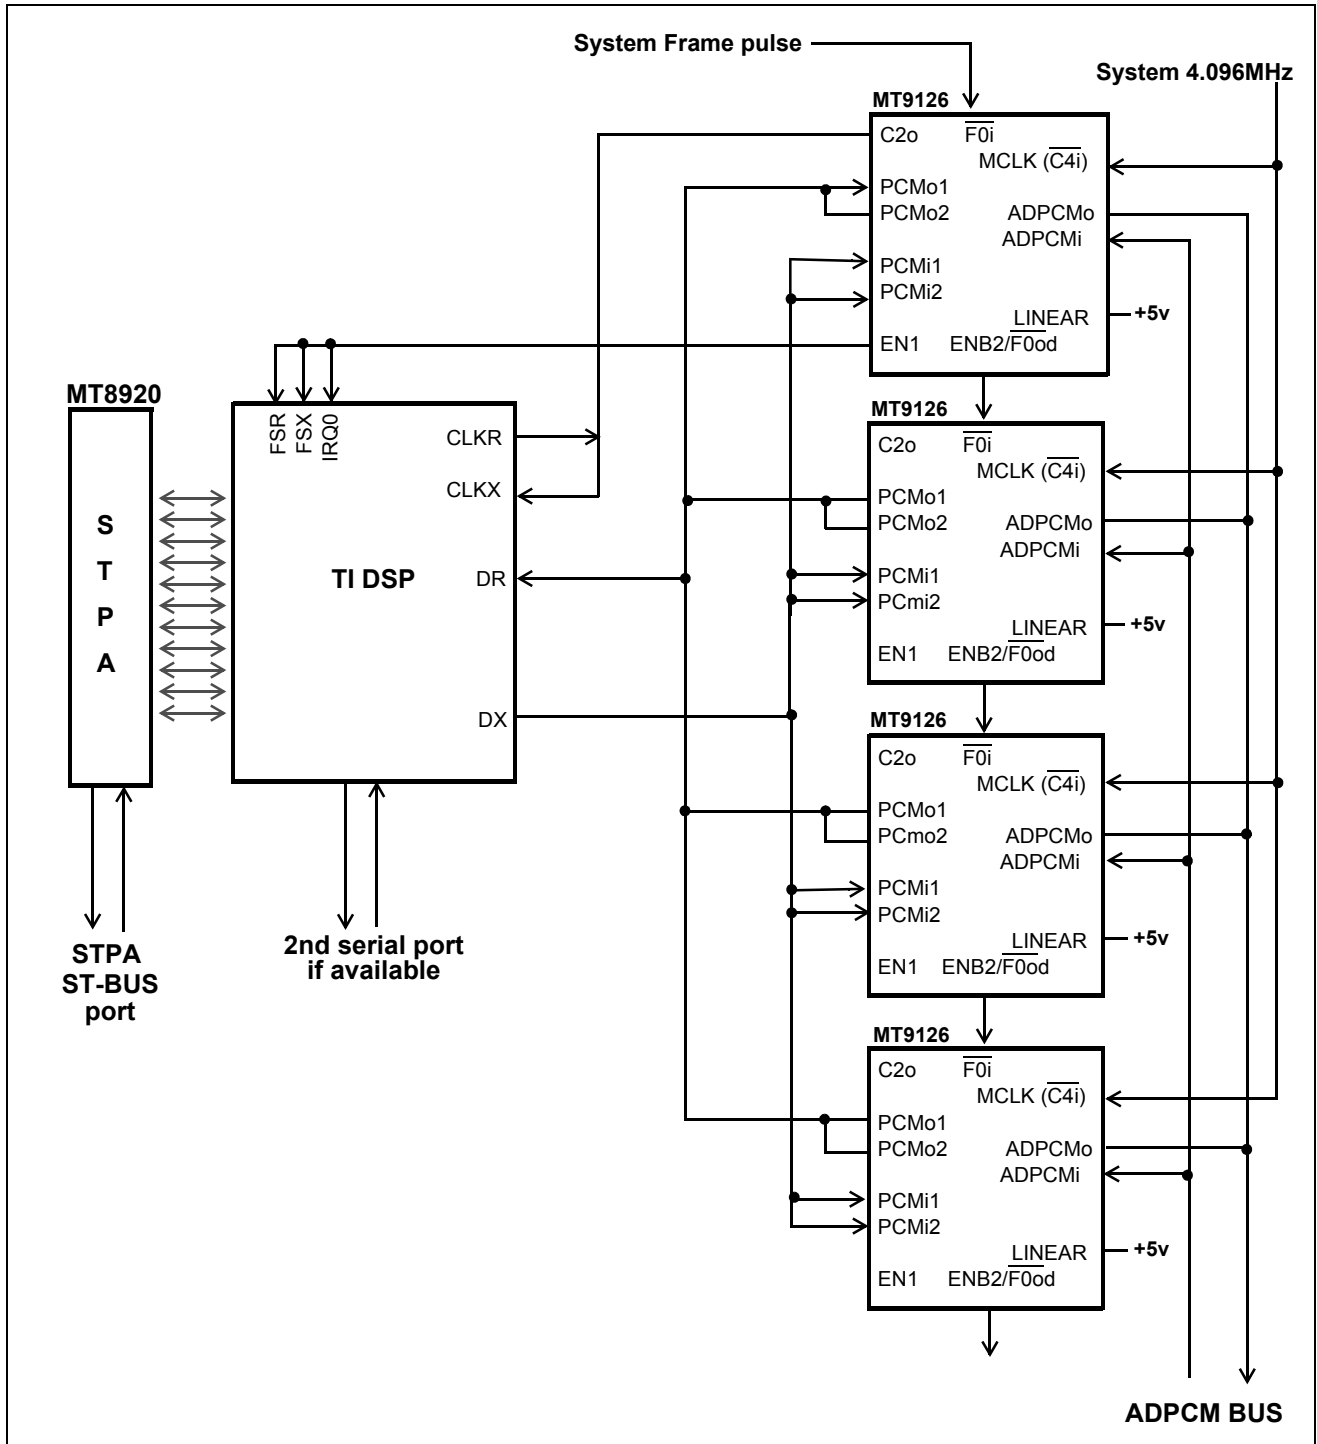 System Frame pulse
System 4.096MHz
MT9126
C2o F0i
MCLK (C4i)
PCMo1
PCMo2 ADPCMo
ADPCMi
PCMi1
PCMi2
LINEAR +5v
EN1 ENB2/F0od
MT8920
S
T
P
A
FSR
FSX
IRQ0
CLKR
CLKX
TI DSP
DR
DX
STPA
ST-BUS
port
2nd serial port
if available
MT9126
C2o F0i
MCLK (C4i)
PCMo1
PCMo2 ADPCMo
ADPCMi
PCMi1
PCmi2
LINEAR +5v
EN1 ENB2/F0od
MT9126
C2o F0i
MCLK (C4i)
PCMo1
PCmo2 ADPCMo
ADPCMi
PCMi1
PCMi2
LINEAR +5v
EN1 ENB2/F0od
MT9126
C2o F0i
MCLK (C4i)
PCMo1
PCMo2 ADPCMo
ADPCMi
PCMi1
PCMi2
LINEAR +5v
EN1 ENB2/F0od
ADPCM BUS